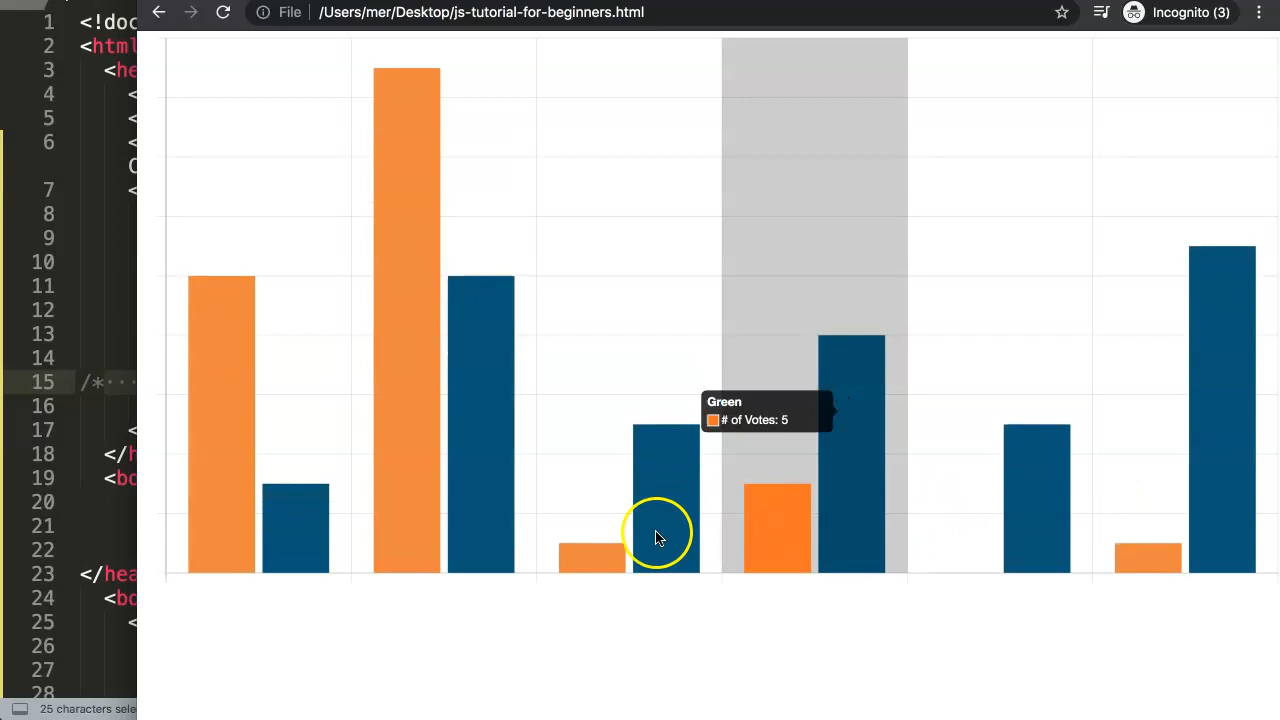 /Users/mer/Desktop/js-tutorial-for-beginners.html
File
Incognito (3)
1 <!doc
2 <html
3 <he
4 <
5 <
6 <
C
7 <
8
9
10
11
12
13
14
15 /*···
16
17 <
18 </h
19 <bo
20
21
22
23 </hea
24 <bo
25 <
26
27
28
Green
# of Votes: 5
25 characters sele